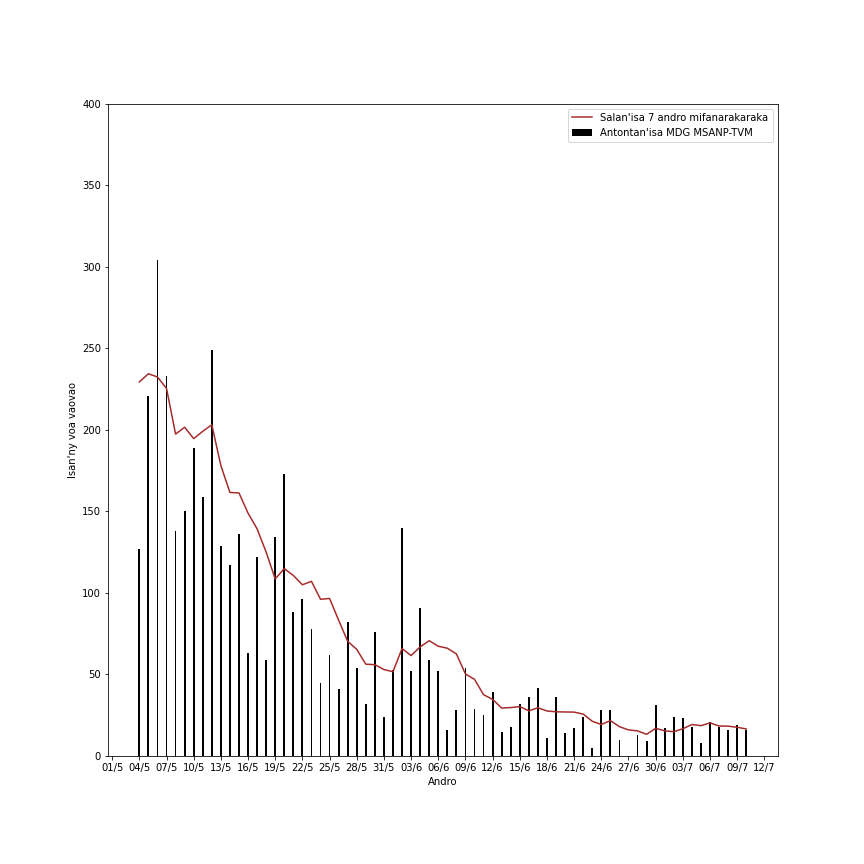 Salan'isa 7 andro mifanarakaraka
Antontan'isa MDG MSANP-TVM
400
350
300
250
200
150
100
50
0
Isan'ny voa vaovao
01/5 04/5 07/5 10/5 13/5 16/5 19/5 22/5 25/5 28/5 31/5 03/6 06/6 09/6 12/6 15/6 18/6 21/6 24/6 27/6 30/6 03/7 06/7 09/7 12/7
Andro